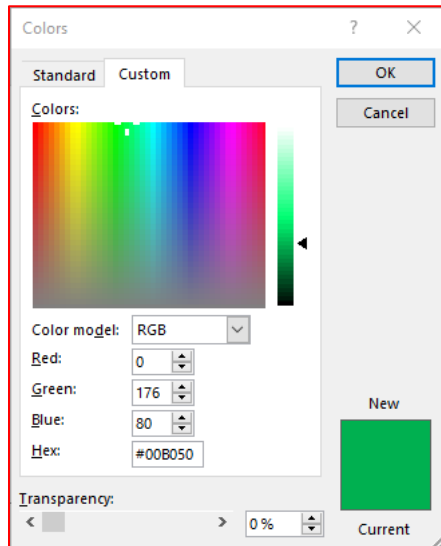 Colors ?
Standard Custom OK
Colors: Cancel
Color model: RGB
Red: 0
Green: 176
Blue: 80
Hex: #00B050
New
Transparency:
0 %
Current